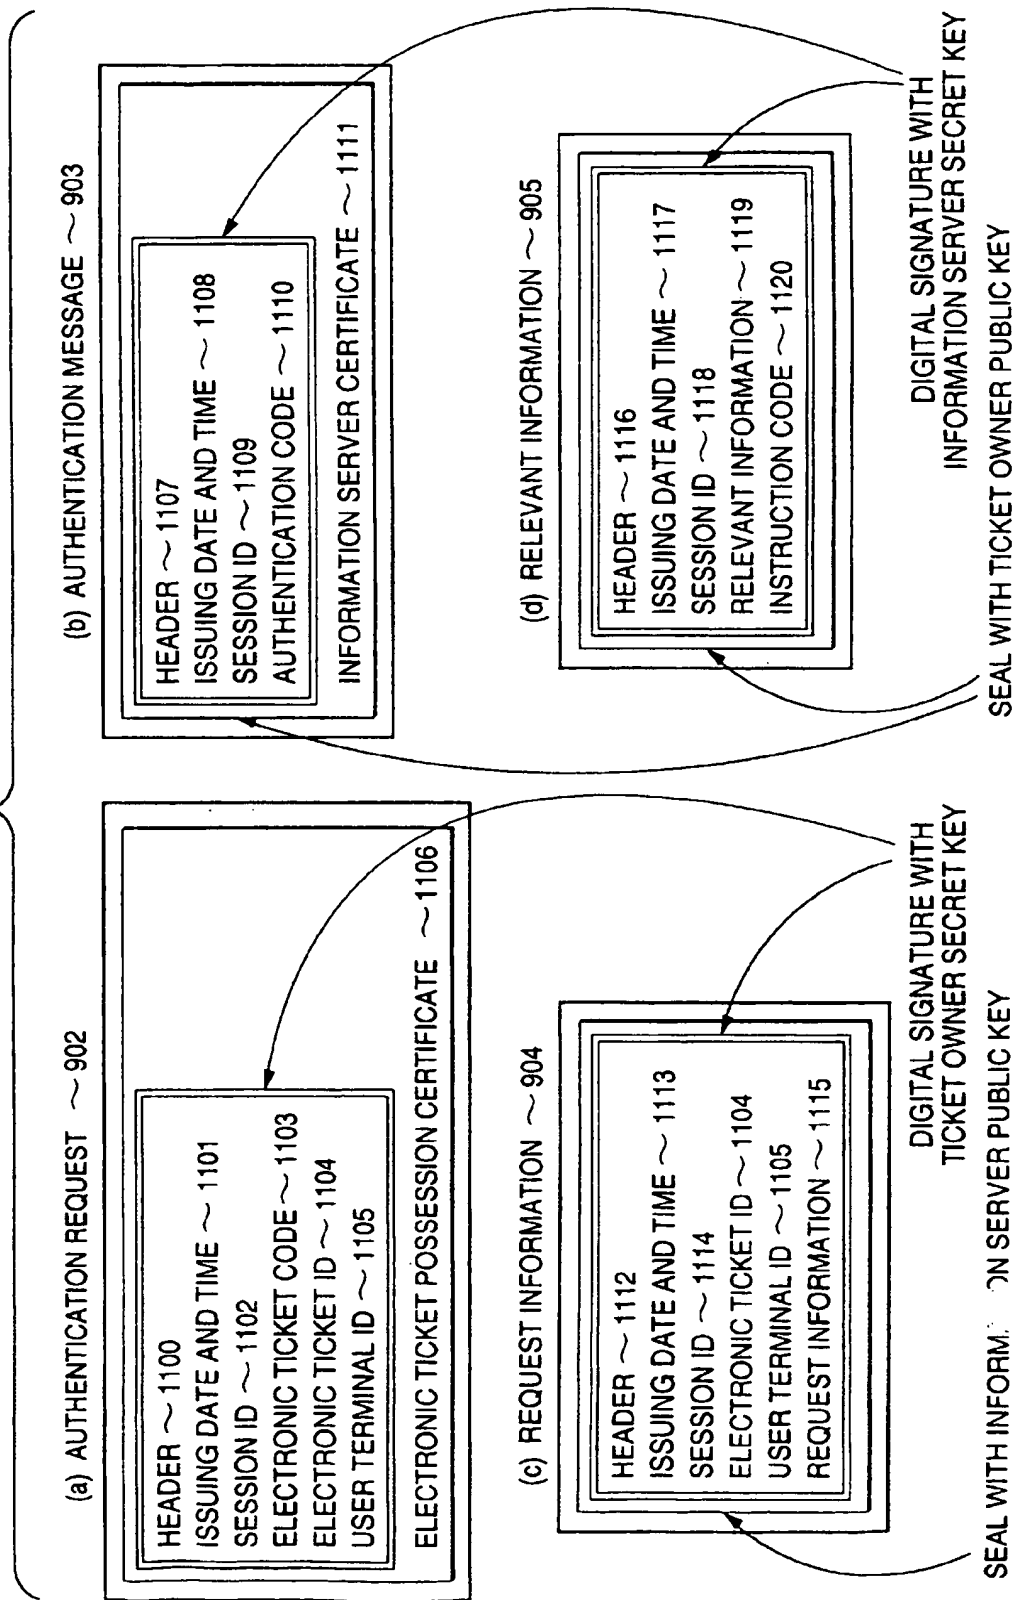 (a) AUTHENTICATION REQUEST ~902
HEADER ~1100
ISSUING DATE AND TIME ~1101
SESSION ID ~1102
ELECTRONIC TICKET CODE ~1103
ELECTRONIC TICKET ID ~1104
USER TERMINAL ID ~1105
ELECTRONIC TICKET POSSESSION CERTIFICATE ~1106
(b) AUTHENTICATION MESSAGE ~903
HEADER ~1107
ISSUING DATE AND TIME ~1108
SESSION ID ~1109
AUTHENTICATION CODE ~1110
INFORMATION SERVER CERTIFICATE ~1111
(c) REQUEST INFORMATION ~904
HEADER ~1112
ISSUING DATE AND TIME ~1113
SESSION ID ~1114
ELECTRONIC TICKET ID ~1104
USER TERMINAL ID ~1105
REQUEST INFORMATION ~1115
(d) RELEVANT INFORMATION ~905
HEADER ~1116
ISSUING DATE AND TIME ~1117
SESSION ID ~1118
RELEVANT INFORMATION ~1119
INSTRUCTION CODE ~1120
DIGITAL SIGNATURE WITH
TICKET OWNER SECRET KEY
SEAL WITH SERVER PUBLIC KEY
DIGITAL SIGNATURE WITH
INFORMATION SERVER SECRET KEY
SEAL WITH TICKET OWNER PUBLIC KEY